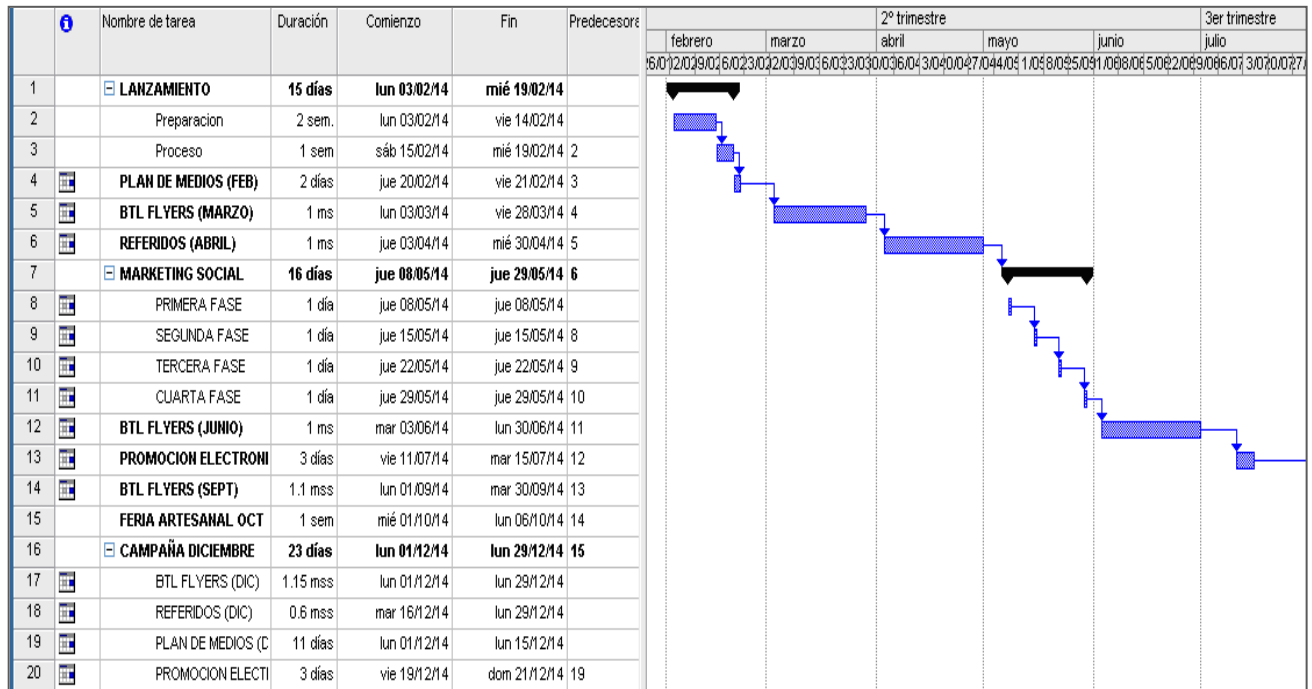 Nombre de tarea Duración Comienzo Fin Predecesora
2º trimestre 3er trimestre
febrero marzo abril mayo junio julio
1 LANZAMIENTO 15 días lun 03/02/14 mié 19/02/14
2 Preparacion 2 sem. lun 03/02/14 vie 14/02/14
3 Proceso 1 sem sáb 15/02/14 mié 19/02/14 2
4 PLAN DE MEDIOS (FEB) 2 días jue 20/02/14 vie 21/02/14 3
5 BTL FLYERS (MARZO) 1 ms lun 03/03/14 vie 28/03/14 4
6 REFERIDOS (ABRIL) 1 ms jue 03/04/14 mié 30/04/14 5
7 MARKETING SOCIAL 16 días jue 08/05/14 jue 29/05/14 6
8 PRIMERA FASE 1 día jue 08/05/14 jue 08/05/14
9 SEGUNDA FASE 1 día jue 15/05/14 jue 15/05/14 8
10 TERCERA FASE 1 día jue 22/05/14 jue 22/05/14 9
11 CUARTA FASE 1 día jue 29/05/14 jue 29/05/14 10
12 BTL FLYERS (JUNIO) 1 ms mar 03/06/14 lun 30/06/14 11
13 PROMOCION ELECTRONI 3 días vie 11/07/14 mar 15/07/14 12
14 BTL FLYERS (SEPT) 1.1 mss lun 01/09/14 mar 30/09/14 13
15 FERIA ARTESANAL OCT 1 sem mié 01/10/14 lun 06/10/14 14
16 CAMPAÑA DICIEMBRE 23 días lun 01/12/14 lun 29/12/14 15
17 BTL FLYERS (DIC) 1.15 mss lun 01/12/14 lun 29/12/14
18 REFERIDOS (DIC) 0.6 mss mar 16/12/14 lun 29/12/14
19 PLAN DE MEDIOS (D 11 días lun 01/12/14 lun 15/12/14
20 PROMOCION ELECTI 3 días vie 19/12/14 dom 21/12/14 19